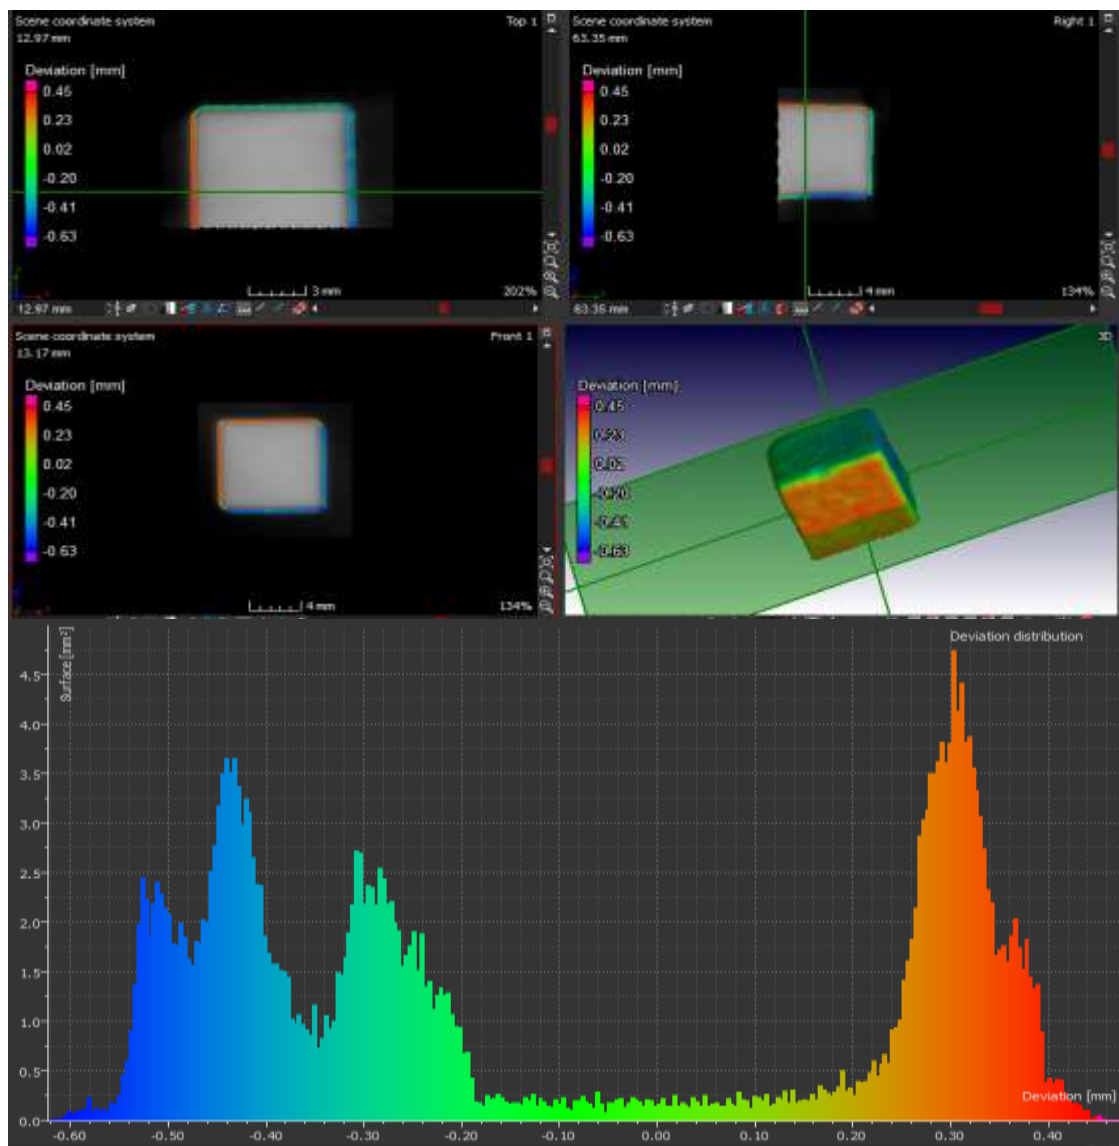 Scene coordinate system
Top 1
12.97 mm
Deviation [mm]
0.45
0.23
0.02
-0.20
-0.41
-0.63
3 mm
202%
12.97 mm
Scene coordinate system
Right 1
63.35 mm
Deviation [mm]
0.45
0.23
0.02
-0.20
-0.41
-0.63
4 mm
134%
63.35 mm
Scene coordinate system
Front 1
13.17 mm
Deviation [mm]
0.45
0.23
0.02
-0.20
-0.41
-0.63
4 mm
134%
3D
Deviation [mm]
0.45
0.23
0.02
-0.20
-0.41
-0.63
Deviation distribution
Surface [mm²]
4.5
4.0
3.5
3.0
2.5
2.0
1.5
1.0
0.5
0.0
Deviation [mm]
-0.60 -0.50 -0.40 -0.30 -0.20 -0.10 0.00 0.10 0.20 0.30 0.40